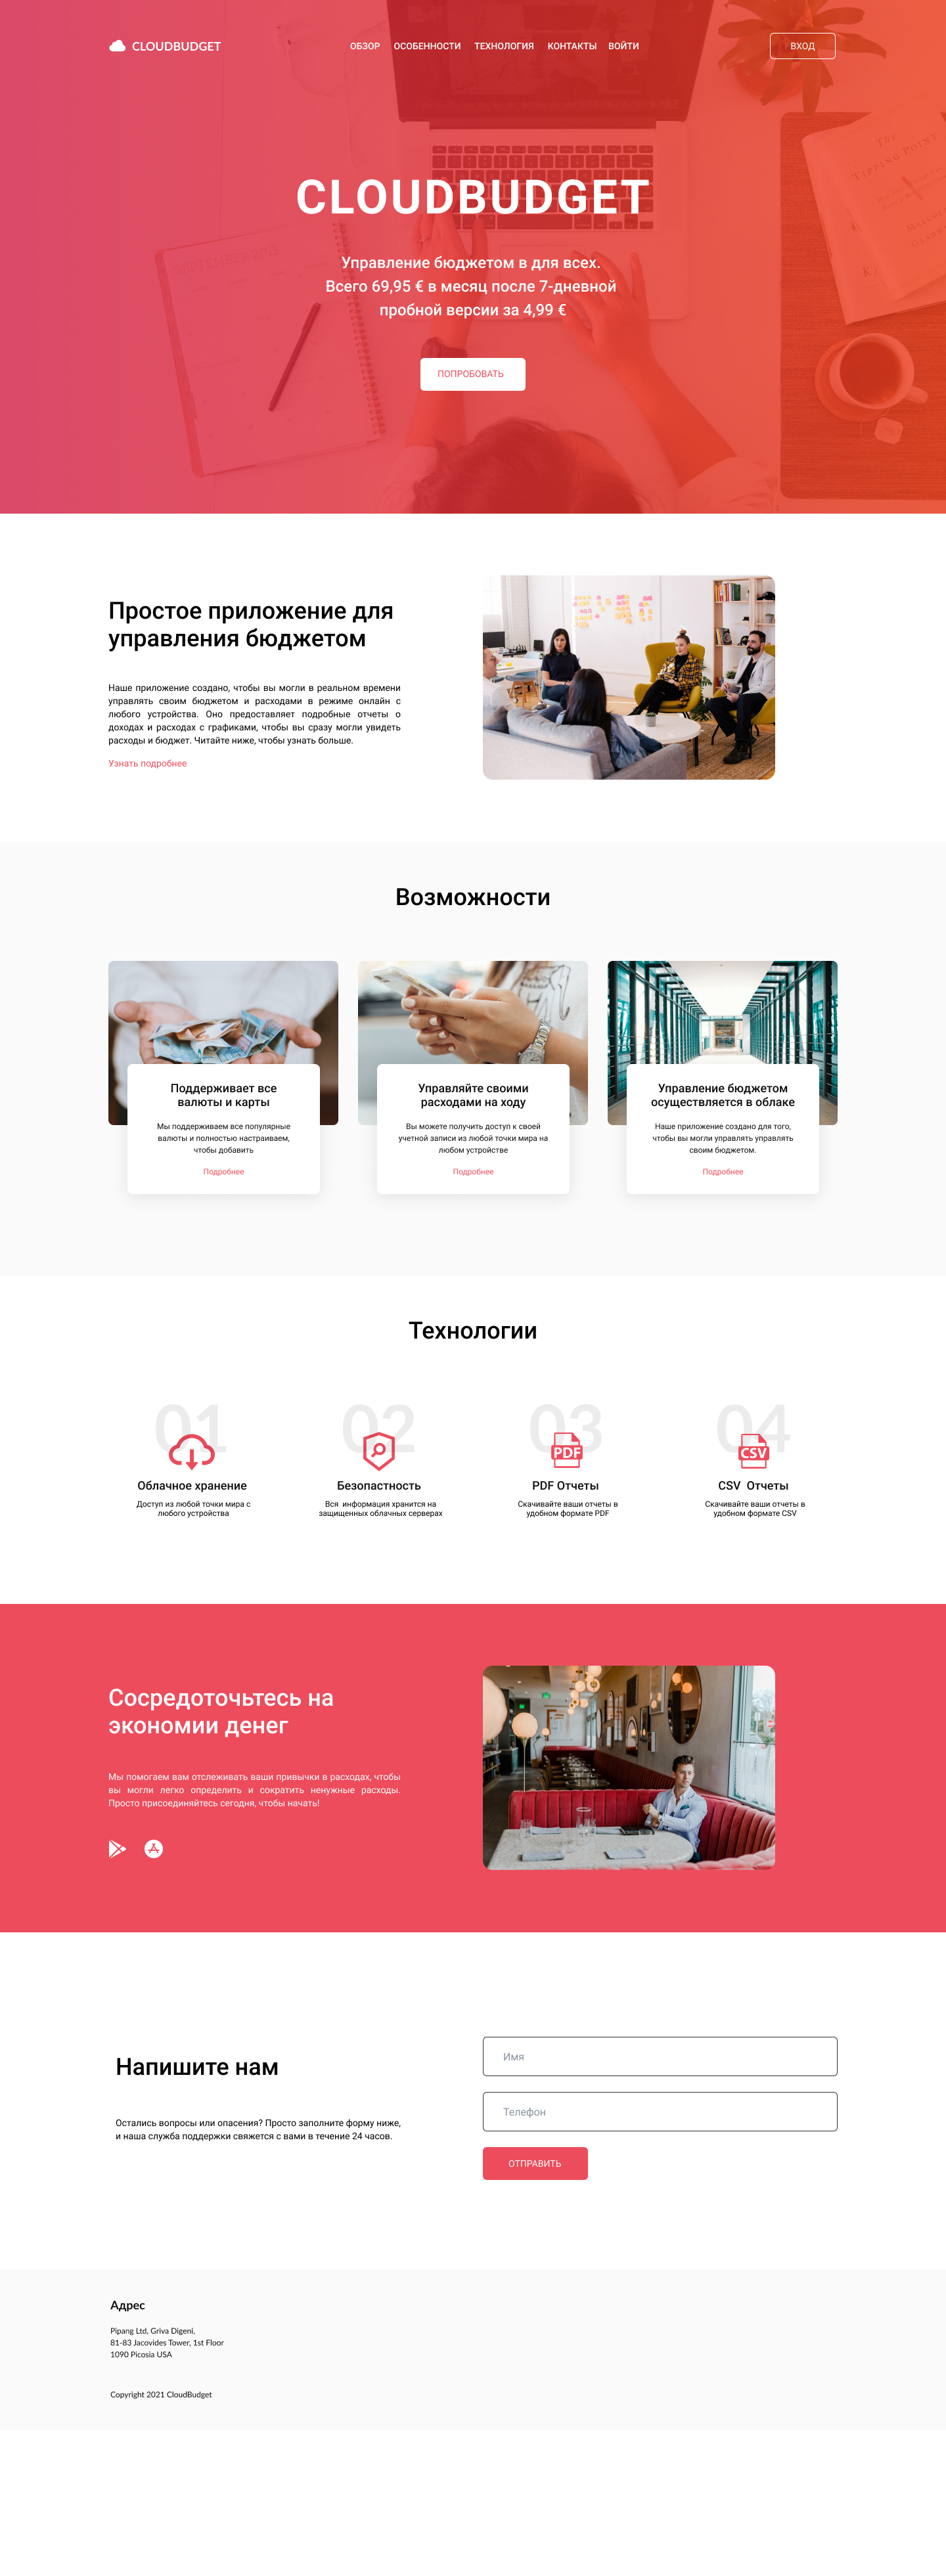 CLOUDBUDGET
ОБЗОР ОСОБЕННОСТИ ТЕХНОЛОГИЯ КОНТАКТЫ ВОЙТИ
ВХОД
SEPTEMBER 2015
The
TIPPING POINT
CLOUDBUDGET
Управление бюджетом в для всех.
Всего 69,95 € в месяц после 7-дневной
пробной версии за 4,99 €
ПОПРОБОВАТЬ
Простое приложение для
управления бюджетом
Наше приложение создано, чтобы вы могли в реальном времени
управлять своим бюджетом и расходами в режиме онлайн с
любого устройства. Оно предоставляет подробные отчеты о
доходах и расходах с графиками, чтобы вы сразу могли увидеть
расходы и бюджет. Читайте ниже, чтобы узнать больше.
Узнать подробнее
Возможности
Поддерживает все
валюты и карты
Мы поддерживаем все популярные
валюты и полностью настраиваем,
чтобы добавить
Подробнее
Управляйте своими
расходами на ходу
Вы можете получить доступ к своей
учетной записи из любой точки мира на
любом устройстве
Подробнее
Управление бюджетом
осуществляется в облаке
Наше приложение создано для того,
чтобы вы могли управлять управлять
своим бюджетом.
Подробнее
Технологии
01
Облачное хранение
Доступ из любой точки мира с
любого устройства
02
Безопастность
Вся информация хранится на
защищенных облачных серверах
03
PDF
PDF Отчеты
Скачивайте ваши отчеты в
удобном формате PDF
04
CSV
CSV Отчеты
Скачивайте ваши отчеты в
удобном формате CSV
Сосредоточьтесь на
экономии денег
Мы помогаем вам отслеживать ваши привычки в расходах, чтобы
вы могли легко определить и сократить ненужные расходы.
Просто присоединяйтесь сегодня, чтобы начать!
Напишите нам
Остались вопросы или опасения? Просто заполните форму ниже,
и наша служба поддержки свяжется с вами в течение 24 часов.
Имя
Телефон
ОТПРАВИТЬ
Адрес
Pipang Ltd, Griva Digeni,
81-83 Jacovides Tower, 1st Floor
1090 Picosia USA
Copyright 2021 CloudBudget